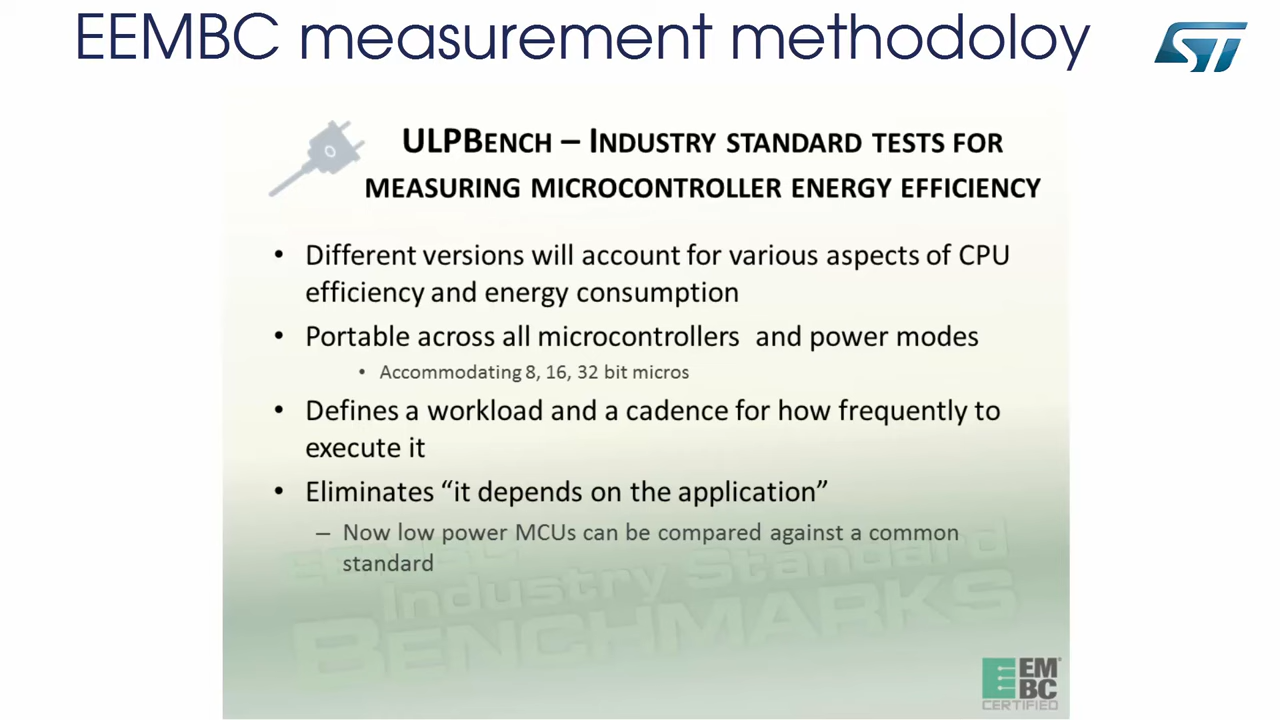 EEMBC measurement methodoloy
ST
ULPBENCH – INDUSTRY STANDARD TESTS FOR
MEASURING MICROCONTROLLER ENERGY EFFICIENCY
• Different versions will account for various aspects of CPU
efficiency and energy consumption
• Portable across all microcontrollers and power modes
• Accommodating 8, 16, 32 bit micros
• Defines a workload and a cadence for how frequently to
execute it
• Eliminates “it depends on the application”
– Now low power MCUs can be compared against a common
standard
Industry Standard
BENCHMARKS
EEM
BC
CERTIFIED